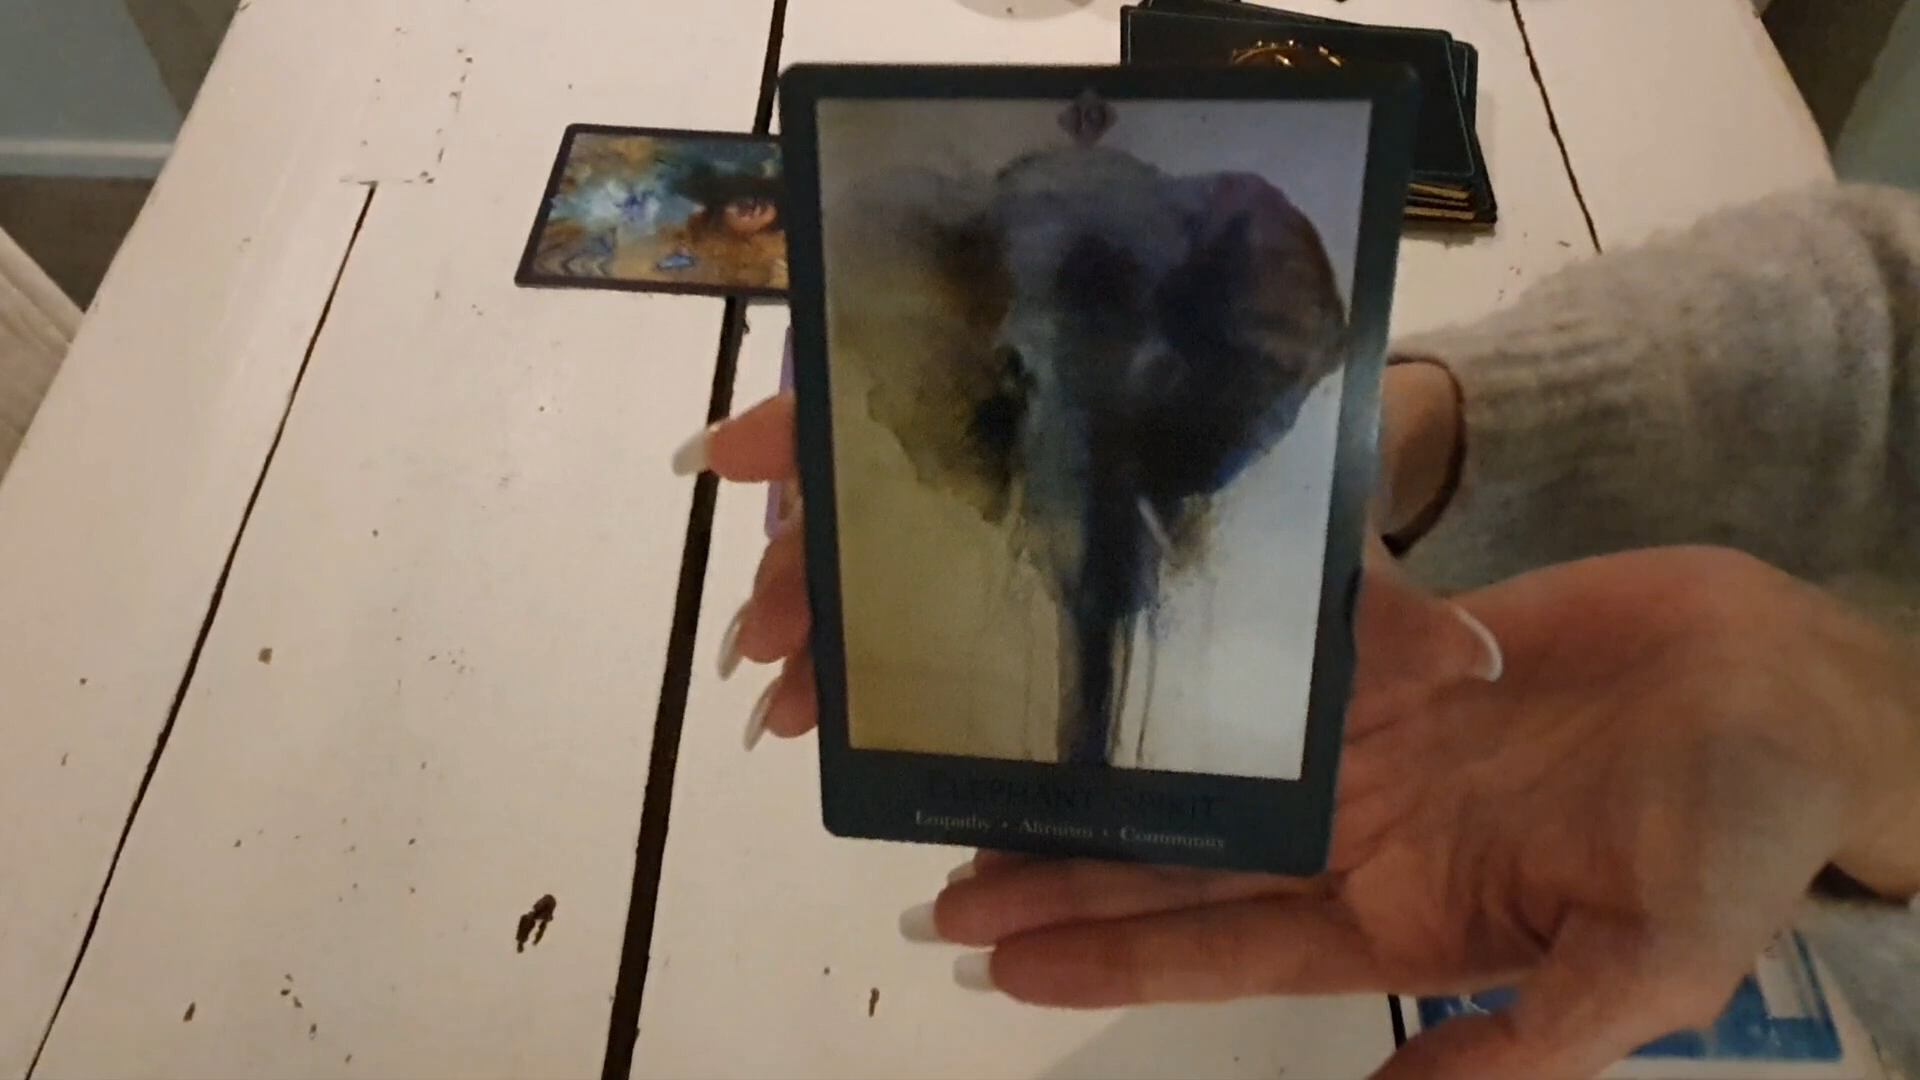 19
ELEPHANT SPIRIT
Empathy • Altruism • Community